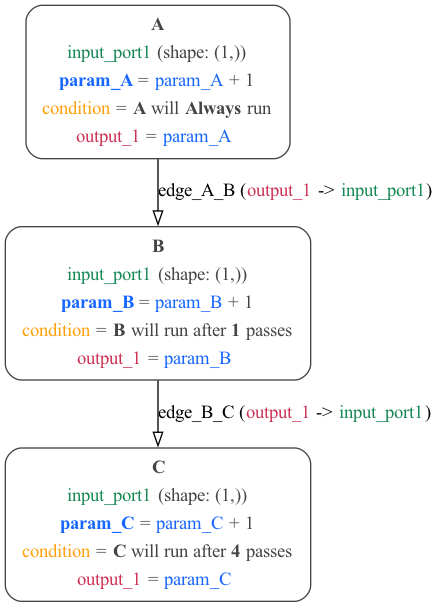 A
input_port1 (shape: (1,))
param_A = param_A + 1
condition = A will Always run
output_1 = param_A
edge_A_B (output_1 -> input_port1)
B
input_port1 (shape: (1,))
param_B = param_B + 1
condition = B will run after 1 passes
output_1 = param_B
edge_B_C (output_1 -> input_port1)
C
input_port1 (shape: (1,))
param_C = param_C + 1
condition = C will run after 4 passes
output_1 = param_C